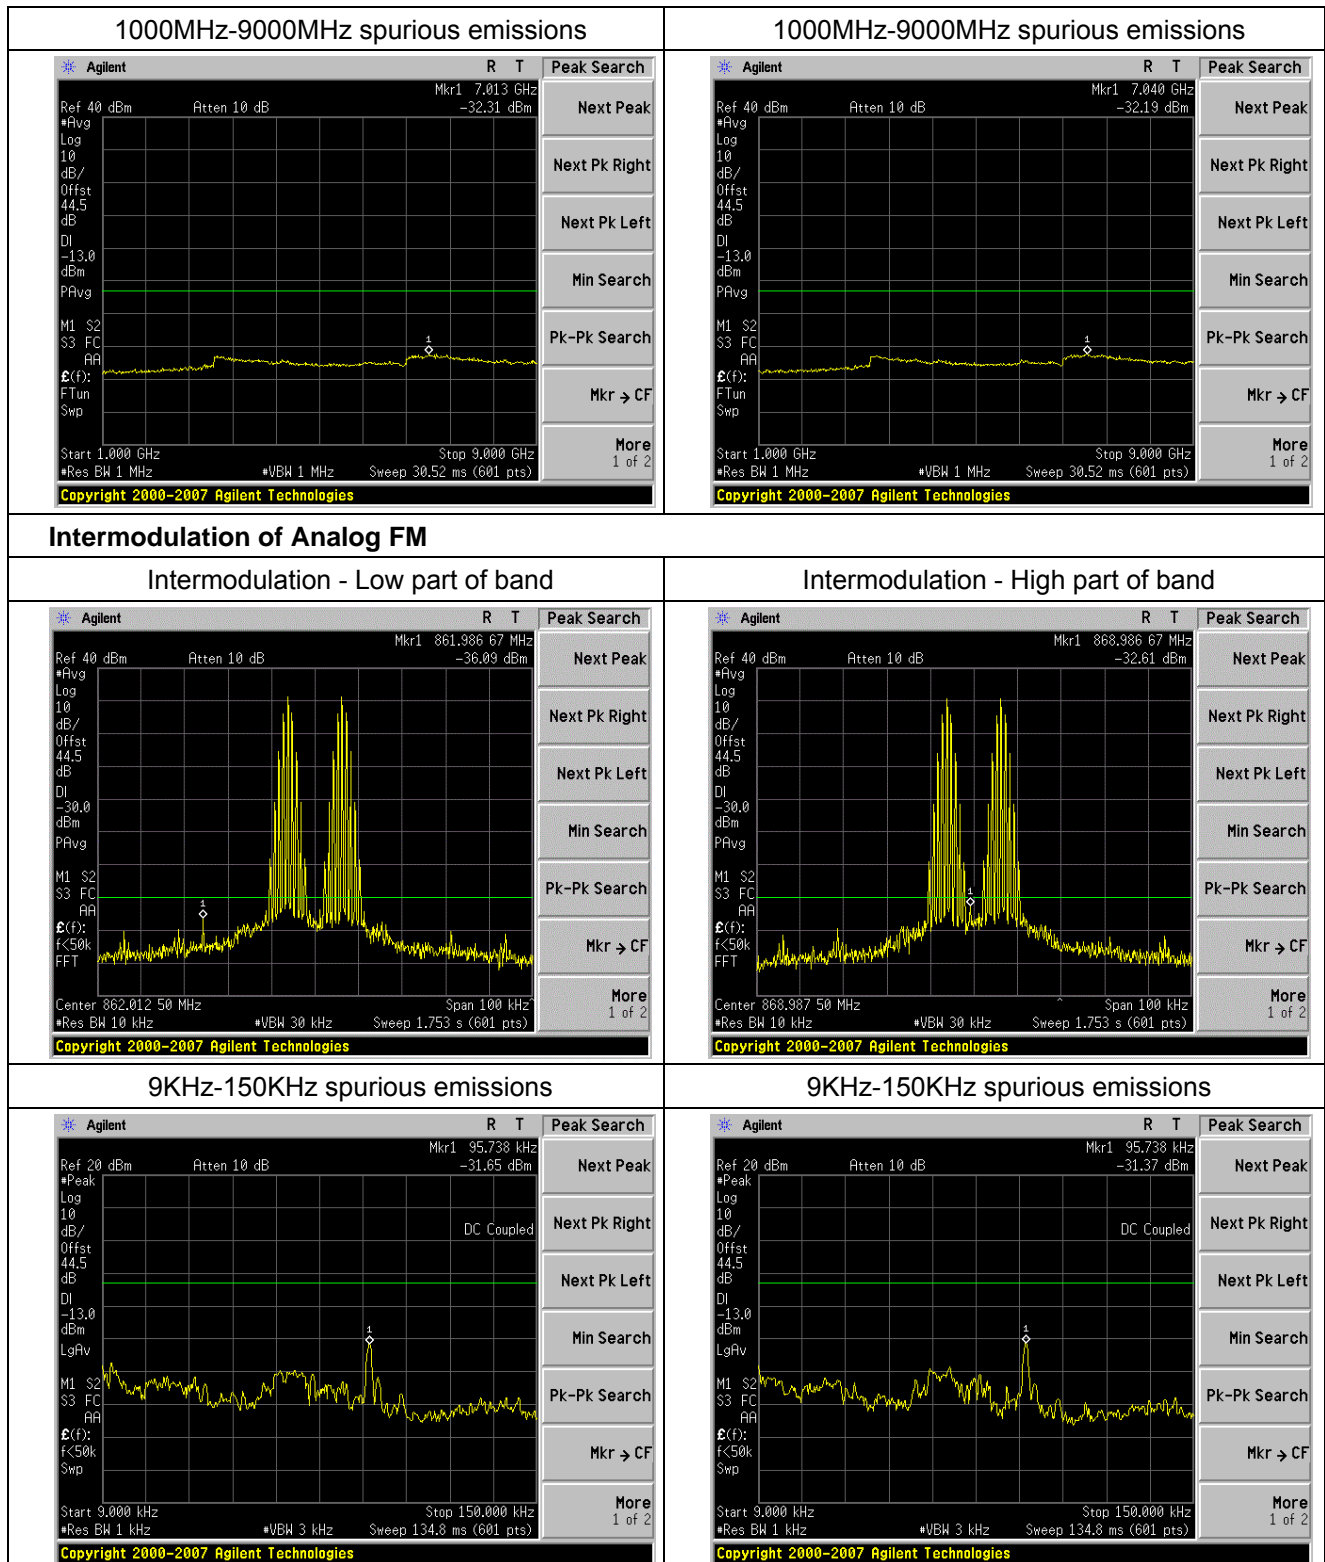 1000MHz-9000MHz spurious emissions
1000MHz-9000MHz spurious emissions
Agilent R T Peak Search
Mkr1 7.013 GHz
Ref 40 dBm Atten 10 dB -32.31 dBm
#Avg
Log
10
dB/
Offst
44.5
dB
DI
-13.0
dBm
PAvg
M1 S2
S3 FC
AA
£(f):
FTun
Swp
1
Start 1.000 GHz Stop 9.000 GHz
#Res BW 1 MHz #VBW 1 MHz Sweep 30.52 ms (601 pts)
Next Peak
Next Pk Right
Next Pk Left
Min Search
Pk-Pk Search
Mkr → CF
More
1 of 2
Copyright 2000-2007 Agilent Technologies
Agilent R T Peak Search
Mkr1 7.040 GHz
Ref 40 dBm Atten 10 dB -32.19 dBm
#Avg
Log
10
dB/
Offst
44.5
dB
DI
-13.0
dBm
PAvg
M1 S2
S3 FC
AA
£(f):
FTun
Swp
1
Start 1.000 GHz Stop 9.000 GHz
#Res BW 1 MHz #VBW 1 MHz Sweep 30.52 ms (601 pts)
Next Peak
Next Pk Right
Next Pk Left
Min Search
Pk-Pk Search
Mkr → CF
More
1 of 2
Copyright 2000-2007 Agilent Technologies
Intermodulation of Analog FM
Intermodulation - Low part of band
Intermodulation - High part of band
Agilent R T Peak Search
Mkr1 861.986 67 MHz
Ref 40 dBm Atten 10 dB -36.09 dBm
#Avg
Log
10
dB/
Offst
44.5
dB
DI
-30.0
dBm
PAvg
M1 S2
S3 FC
AA
£(f):
f<50k
FFT
1
Center 862.012 50 MHz Span 100 kHz^
#Res BW 10 kHz #VBW 30 kHz Sweep 1.753 s (601 pts)
Next Peak
Next Pk Right
Next Pk Left
Min Search
Pk-Pk Search
Mkr → CF
More
1 of 2
Copyright 2000-2007 Agilent Technologies
Agilent R T Peak Search
Mkr1 868.986 67 MHz
Ref 40 dBm Atten 10 dB -32.61 dBm
#Avg
Log
10
dB/
Offst
44.5
dB
DI
-30.0
dBm
PAvg
M1 S2
S3 FC
AA
£(f):
f<50k
FFT
1
Center 868.987 50 MHz ^ Span 100 kHz
#Res BW 10 kHz #VBW 30 kHz Sweep 1.753 s (601 pts)
Next Peak
Next Pk Right
Next Pk Left
Min Search
Pk-Pk Search
Mkr → CF
More
1 of 2
Copyright 2000-2007 Agilent Technologies
9KHz-150KHz spurious emissions
9KHz-150KHz spurious emissions
Agilent R T Peak Search
Mkr1 95.738 kHz
Ref 20 dBm Atten 10 dB -31.65 dBm
#Peak
Log
10
dB/
Offst
44.5
dB
DI
-13.0
dBm
LgAv
M1 S2
S3 FC
AA
£(f):
f<50k
Swp
DC Coupled
1
Start 9.000 kHz Stop 150.000 kHz
#Res BW 1 kHz #VBW 3 kHz Sweep 134.8 ms (601 pts)
Next Peak
Next Pk Right
Next Pk Left
Min Search
Pk-Pk Search
Mkr → CF
More
1 of 2
Copyright 2000-2007 Agilent Technologies
Agilent R T Peak Search
Mkr1 95.738 kHz
Ref 20 dBm Atten 10 dB -31.37 dBm
#Peak
Log
10
dB/
Offst
44.5
dB
DI
-13.0
dBm
LgAv
M1 S2
S3 FC
AA
£(f):
f<50k
Swp
DC Coupled
1
Start 9.000 kHz Stop 150.000 kHz
#Res BW 1 kHz #VBW 3 kHz Sweep 134.8 ms (601 pts)
Next Peak
Next Pk Right
Next Pk Left
Min Search
Pk-Pk Search
Mkr → CF
More
1 of 2
Copyright 2000-2007 Agilent Technologies